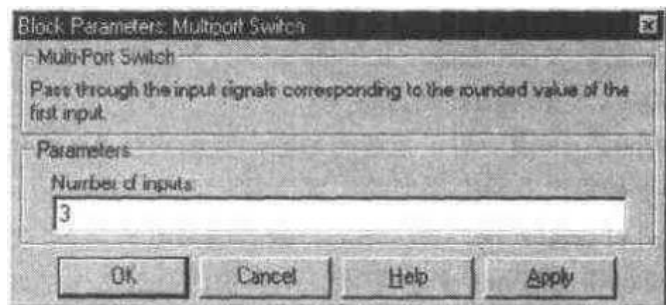 Block Parameters: Multiport Switch
Multi-Port Switch
Pass through the input signals corresponding to the rounded value of the
first input.
Parameters
Number of inputs:
3
OK Cancel Help Apply